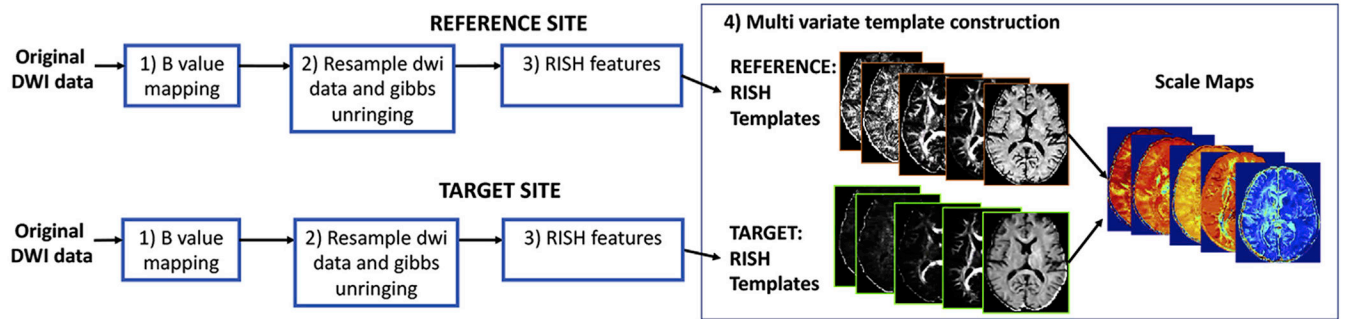 REFERENCE SITE
Original
DWI data
1) B value
mapping
2) Resample dwi
data and gibbs
unringing
3) RISH features
TARGET SITE
Original
DWI data
1) B value
mapping
2) Resample dwi
data and gibbs
unringing
3) RISH features
4) Multi variate template construction
REFERENCE:
RISH
Templates
TARGET:
RISH
Templates
Scale Maps